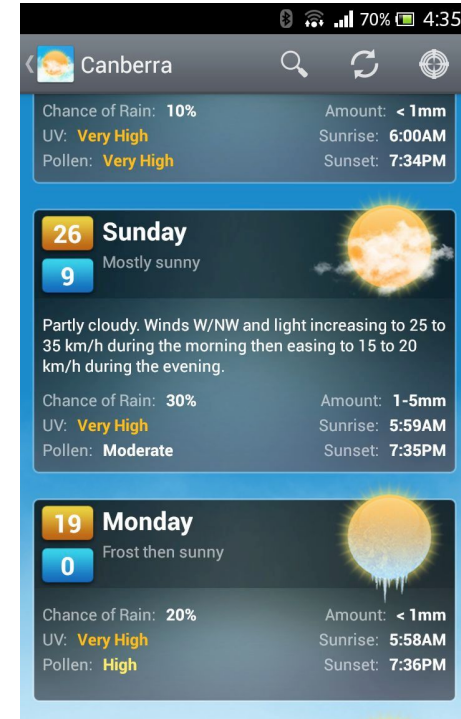 70% 4:35
Canberra
Chance of Rain: 10% Amount: < 1mm
UV: Very High Sunrise: 6:00AM
Pollen: Very High Sunset: 7:34PM
26 Sunday
9 Mostly sunny
Partly cloudy. Winds W/NW and light increasing to 25 to
35 km/h during the morning then easing to 15 to 20
km/h during the evening.
Chance of Rain: 30% Amount: 1-5mm
UV: Very High Sunrise: 5:59AM
Pollen: Moderate Sunset: 7:35PM
19 Monday
0 Frost then sunny
Chance of Rain: 20% Amount: < 1mm
UV: Very High Sunrise: 5:58AM
Pollen: High Sunset: 7:36PM